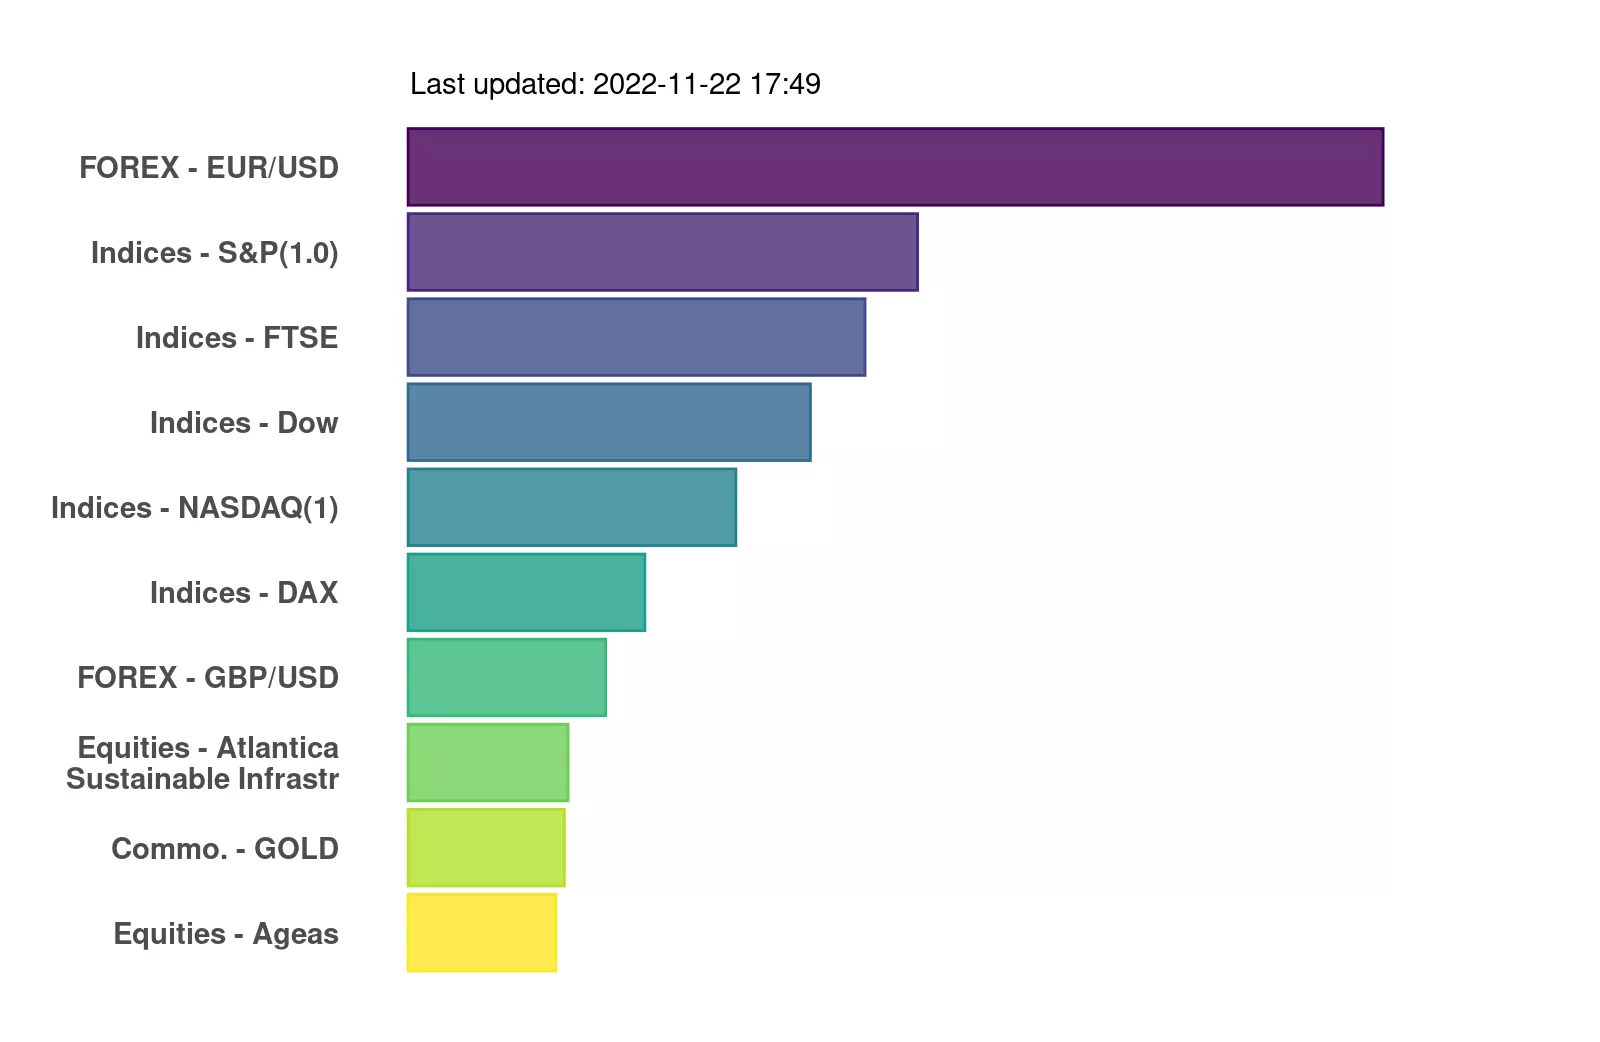 Last updated: 2022-11-22 17:49
FOREX - EUR/USD
Indices - S&P(1.0)
Indices - FTSE
Indices - Dow
Indices - NASDAQ(1)
Indices - DAX
FOREX - GBP/USD
Equities - Atlantica
Sustainable Infrastr
Commo. - GOLD
Equities - Ageas